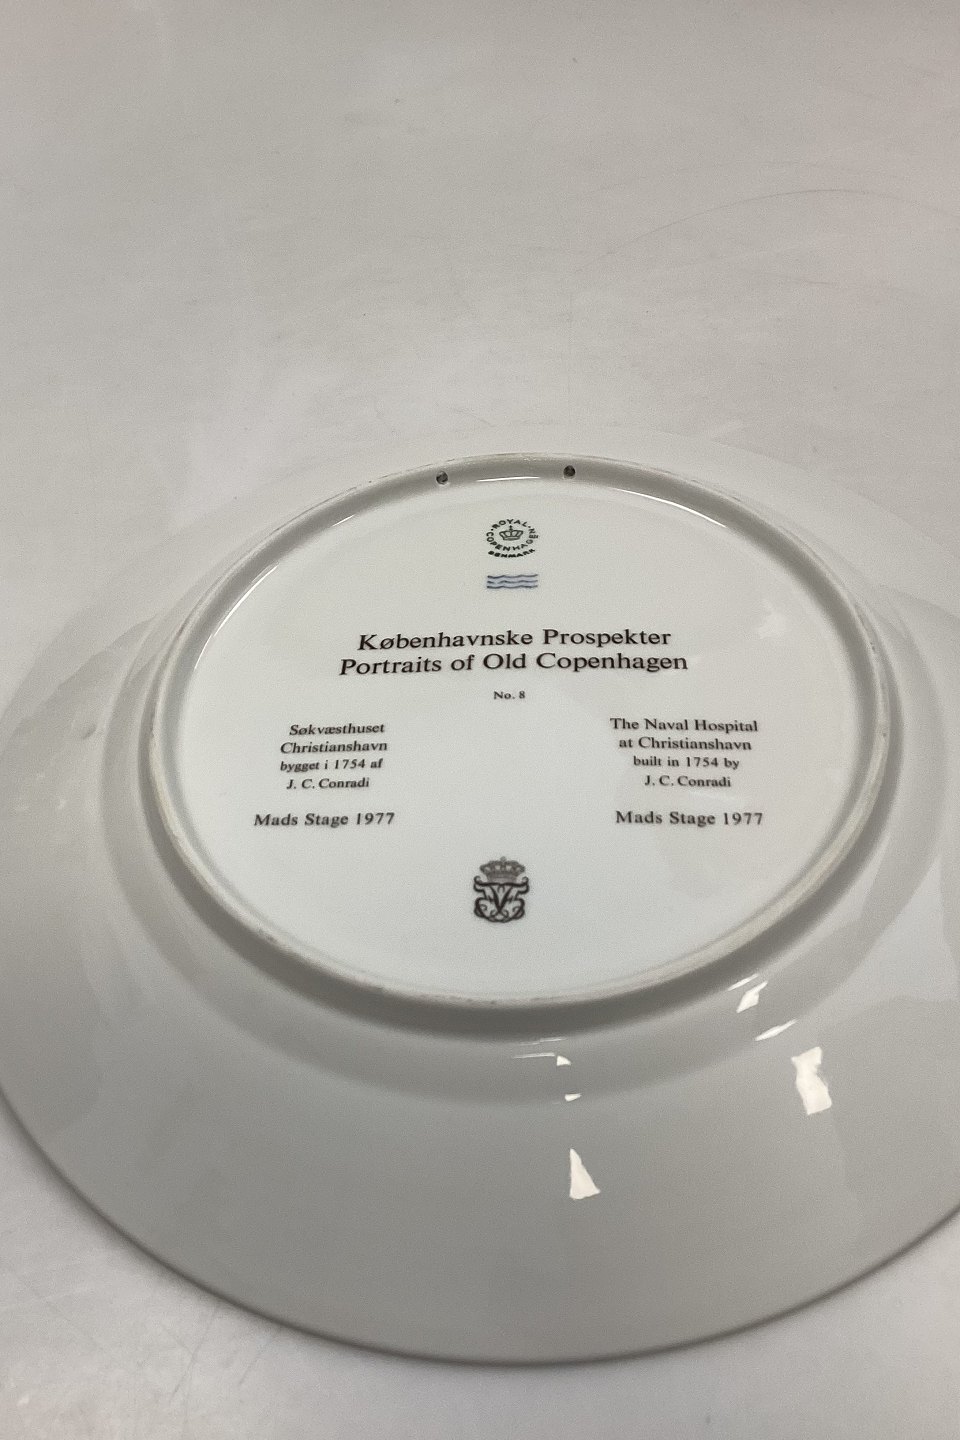 ROYAL
COPENHAGEN
DENMARK
Københavnske Prospekter
Portraits of Old Copenhagen
No. 8
Søkvæsthuset
Christianshavn
bygget i 1754 af
J. C. Conradi
Mads Stage 1977
The Naval Hospital
at Christianshavn
built in 1754 by
J. C. Conradi
Mads Stage 1977